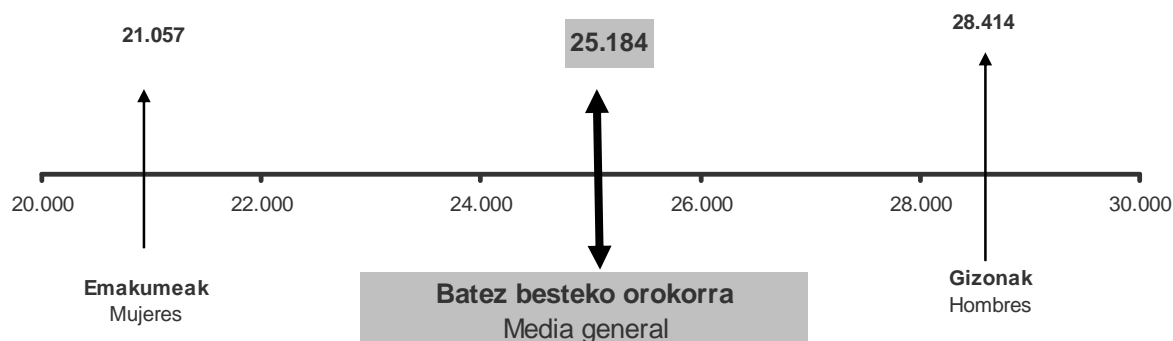 21.057
25.184
28.414
20.000
22.000
24.000
26.000
28.000
30.000
Emakumeak
Mujeres
Batez besteko orokorra
Media general
Gizonak
Hombres